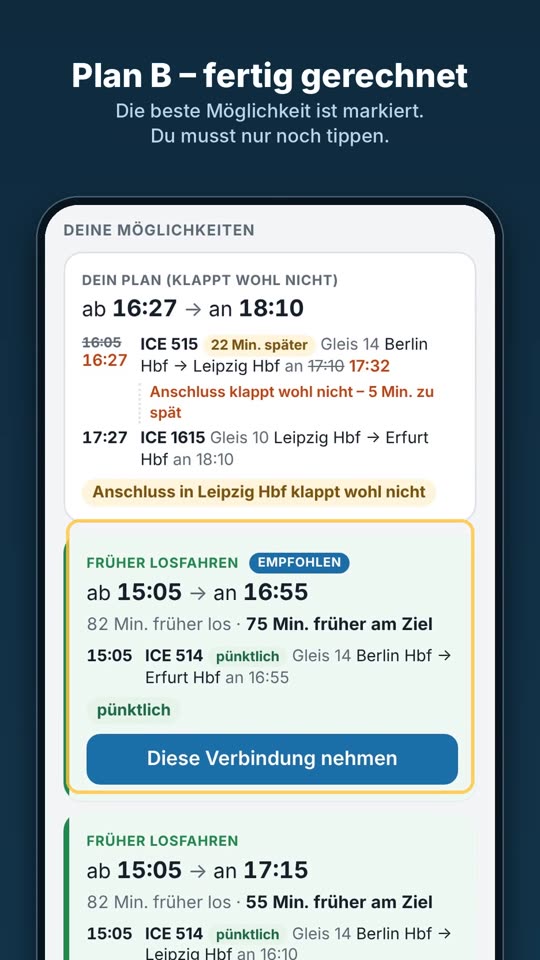 Plan B – fertig gerechnet
Die beste Möglichkeit ist markiert.
Du musst nur noch tippen.
DEINE MÖGLICHKEITEN
DEIN PLAN (KLAPPT WOHL NICHT)
ab 16:27 → an 18:10
16:05 ICE 515 22 Min. später Gleis 14 Berlin
16:27 Hbf → Leipzig Hbf an 17:10 17:32
Anschluss klappt wohl nicht – 5 Min. zu
spät
17:27 ICE 1615 Gleis 10 Leipzig Hbf → Erfurt
Hbf an 18:10
Anschluss in Leipzig Hbf klappt wohl nicht
FRÜHER LOSFAHREN EMPFOHLEN
ab 15:05 → an 16:55
82 Min. früher los · 75 Min. früher am Ziel
15:05 ICE 514 pünktlich Gleis 14 Berlin Hbf →
Erfurt Hbf an 16:55
pünktlich
Diese Verbindung nehmen
FRÜHER LOSFAHREN
ab 15:05 → an 17:15
82 Min. früher los · 55 Min. früher am Ziel
15:05 ICE 514 pünktlich Gleis 14 Berlin Hbf →
Leipzig Hbf an 16:10